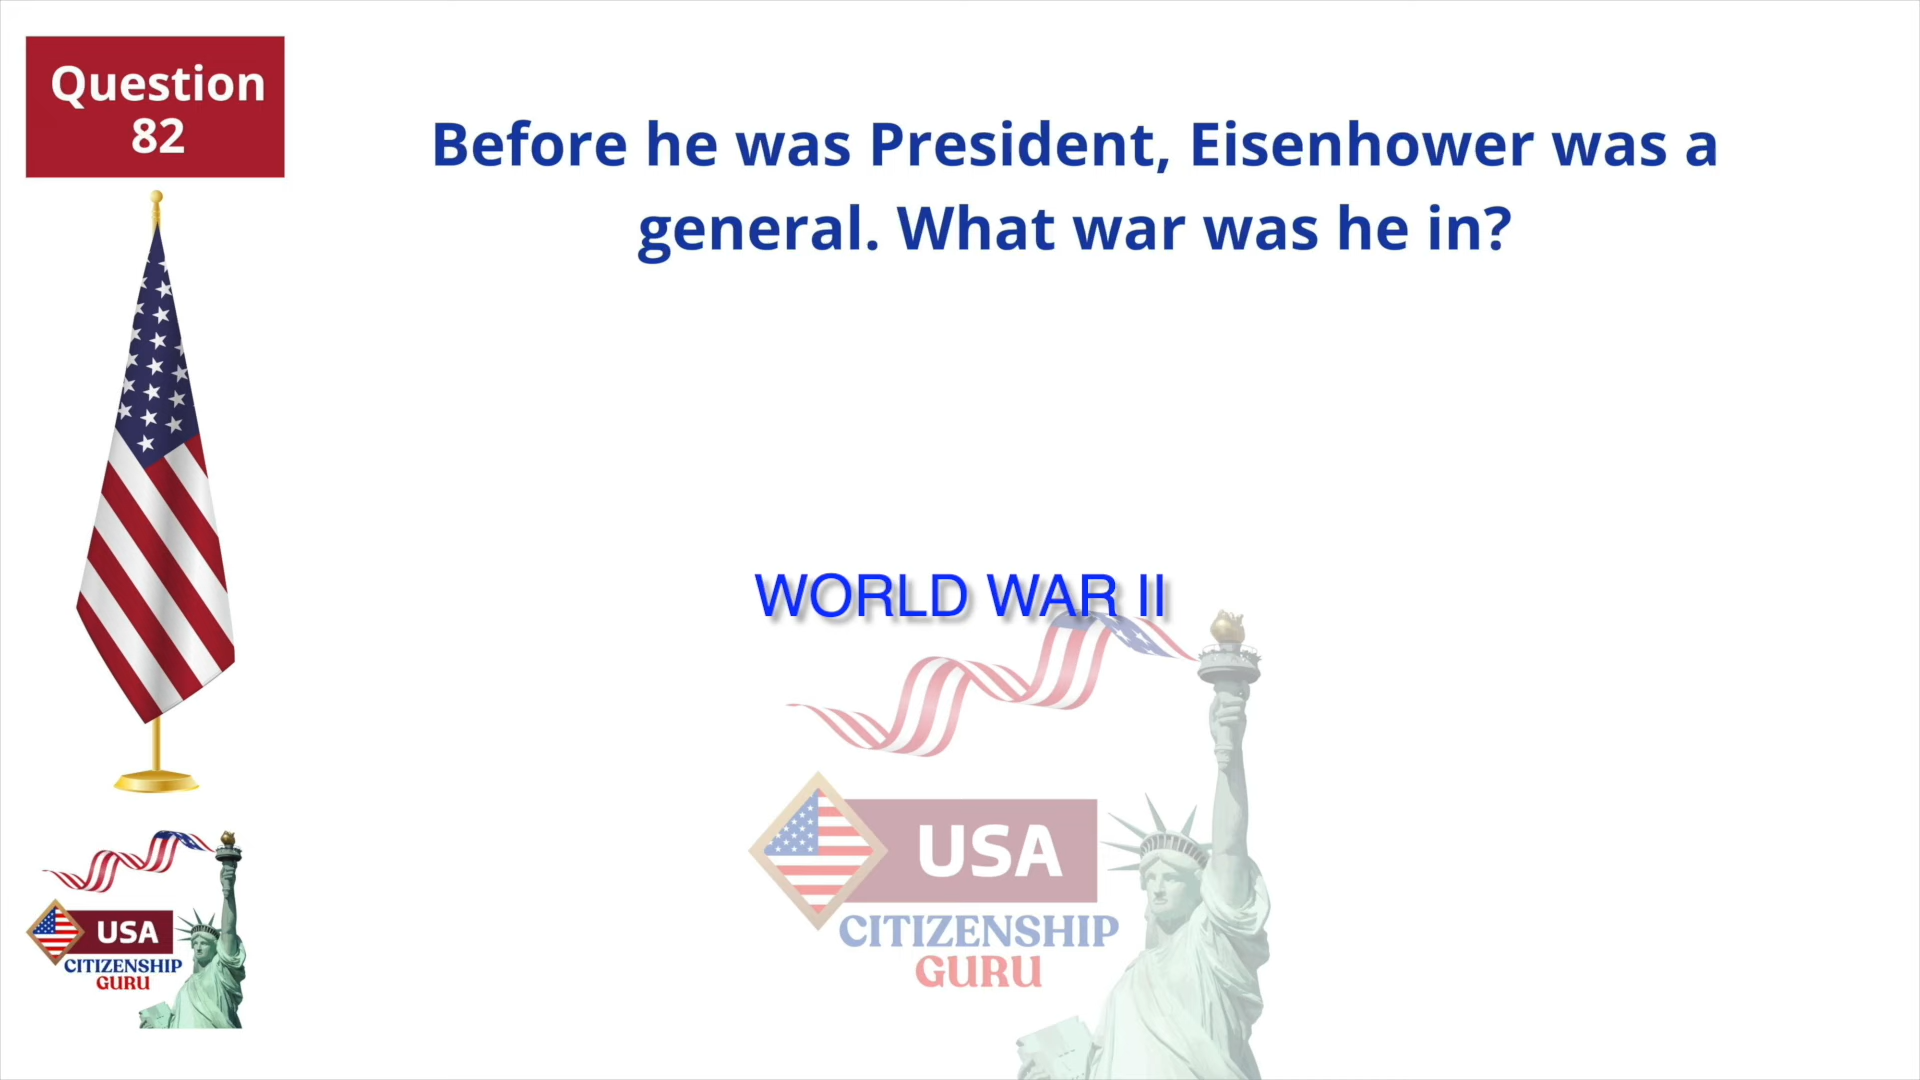 Question
82
Before he was President, Eisenhower was a
general. What war was he in?
WORLD WAR II
USA
CITIZENSHIP
GURU
USA
CITIZENSHIP
GURU